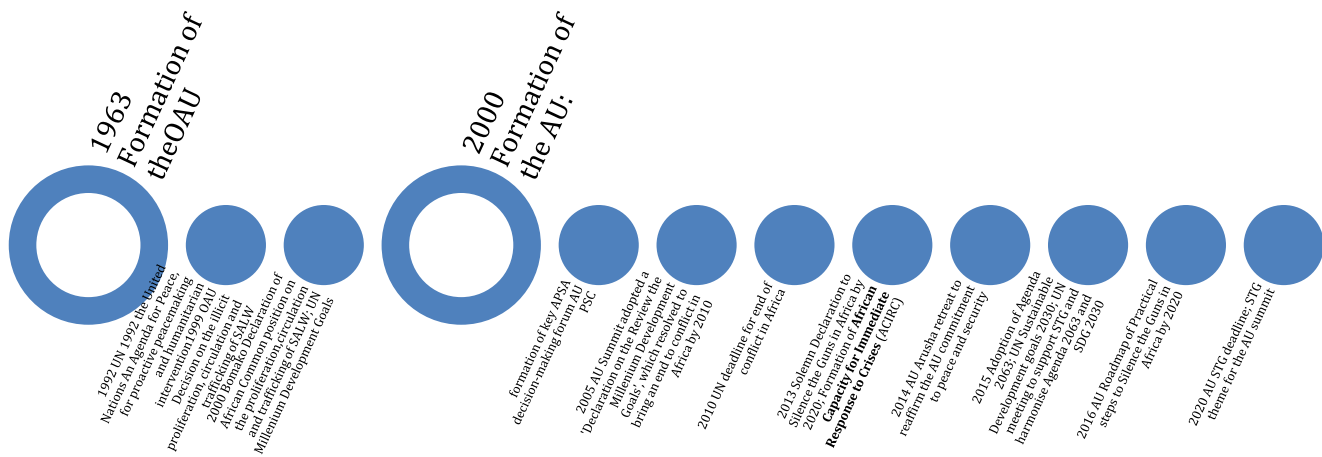 1963
Formation of
theOAU
1992 UN 1992 the United
Nations An Agenda for Peace,
for proactive peacemaking
and humanitarian
intervention1999 OAU
Decision on the illicit
proliferation, circulation and
trafficking of SALW
2000 Bomako Declaration of
African Common position on
the proliferation,circulation
and trafficking of SALW; UN
Millenium Development Goals
2000
Formation of
the AU:
formation of key APSA
decision-making forum AU
PSC
2005 AU Summit adopted a
'Declaration on the Review the
Millenium Development
Goals', which resolved to
bring an end to conflict in
Africa by 2010
2010 UN deadline for end of
conflict in Africa
2013 Solemn Declaration to
Silence the Guns in Africa by
2020; Formation of African
Capacity for Immediate
Response to Crises (ACIRC)
2014 AU Arusha retreat to
reaffirm the AU commitment
to peace and security
2015 Adoption of Agenda
2063; UN Sustainable
Development goals 2030; UN
meeting to support STG and
harmonise Agenda 2063 and
SDG 2030
2016 AU Roadmap of Practical
steps to Silence the Guns in
Africa by 2020
2020 AU STG deadline; STG
theme for the AU summit